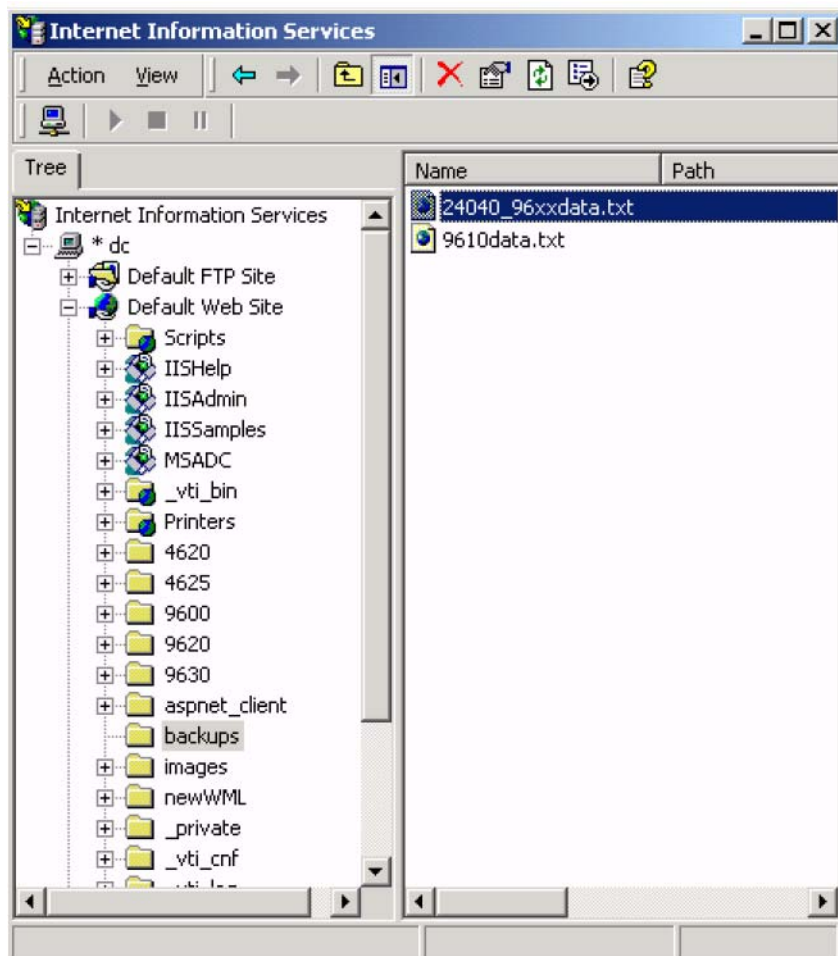 Internet Information Services
Action View
Tree
Name Path
Internet Information Services
* dc
Default FTP Site
Default Web Site
Scripts
IISHelp
IISAdmin
IISSamples
MSADC
_vti_bin
Printers
4620
4625
9600
9620
9630
aspnet_client
backups
images
newWML
_private
_vti_cnf
24040_96xxdata.txt
9610data.txt